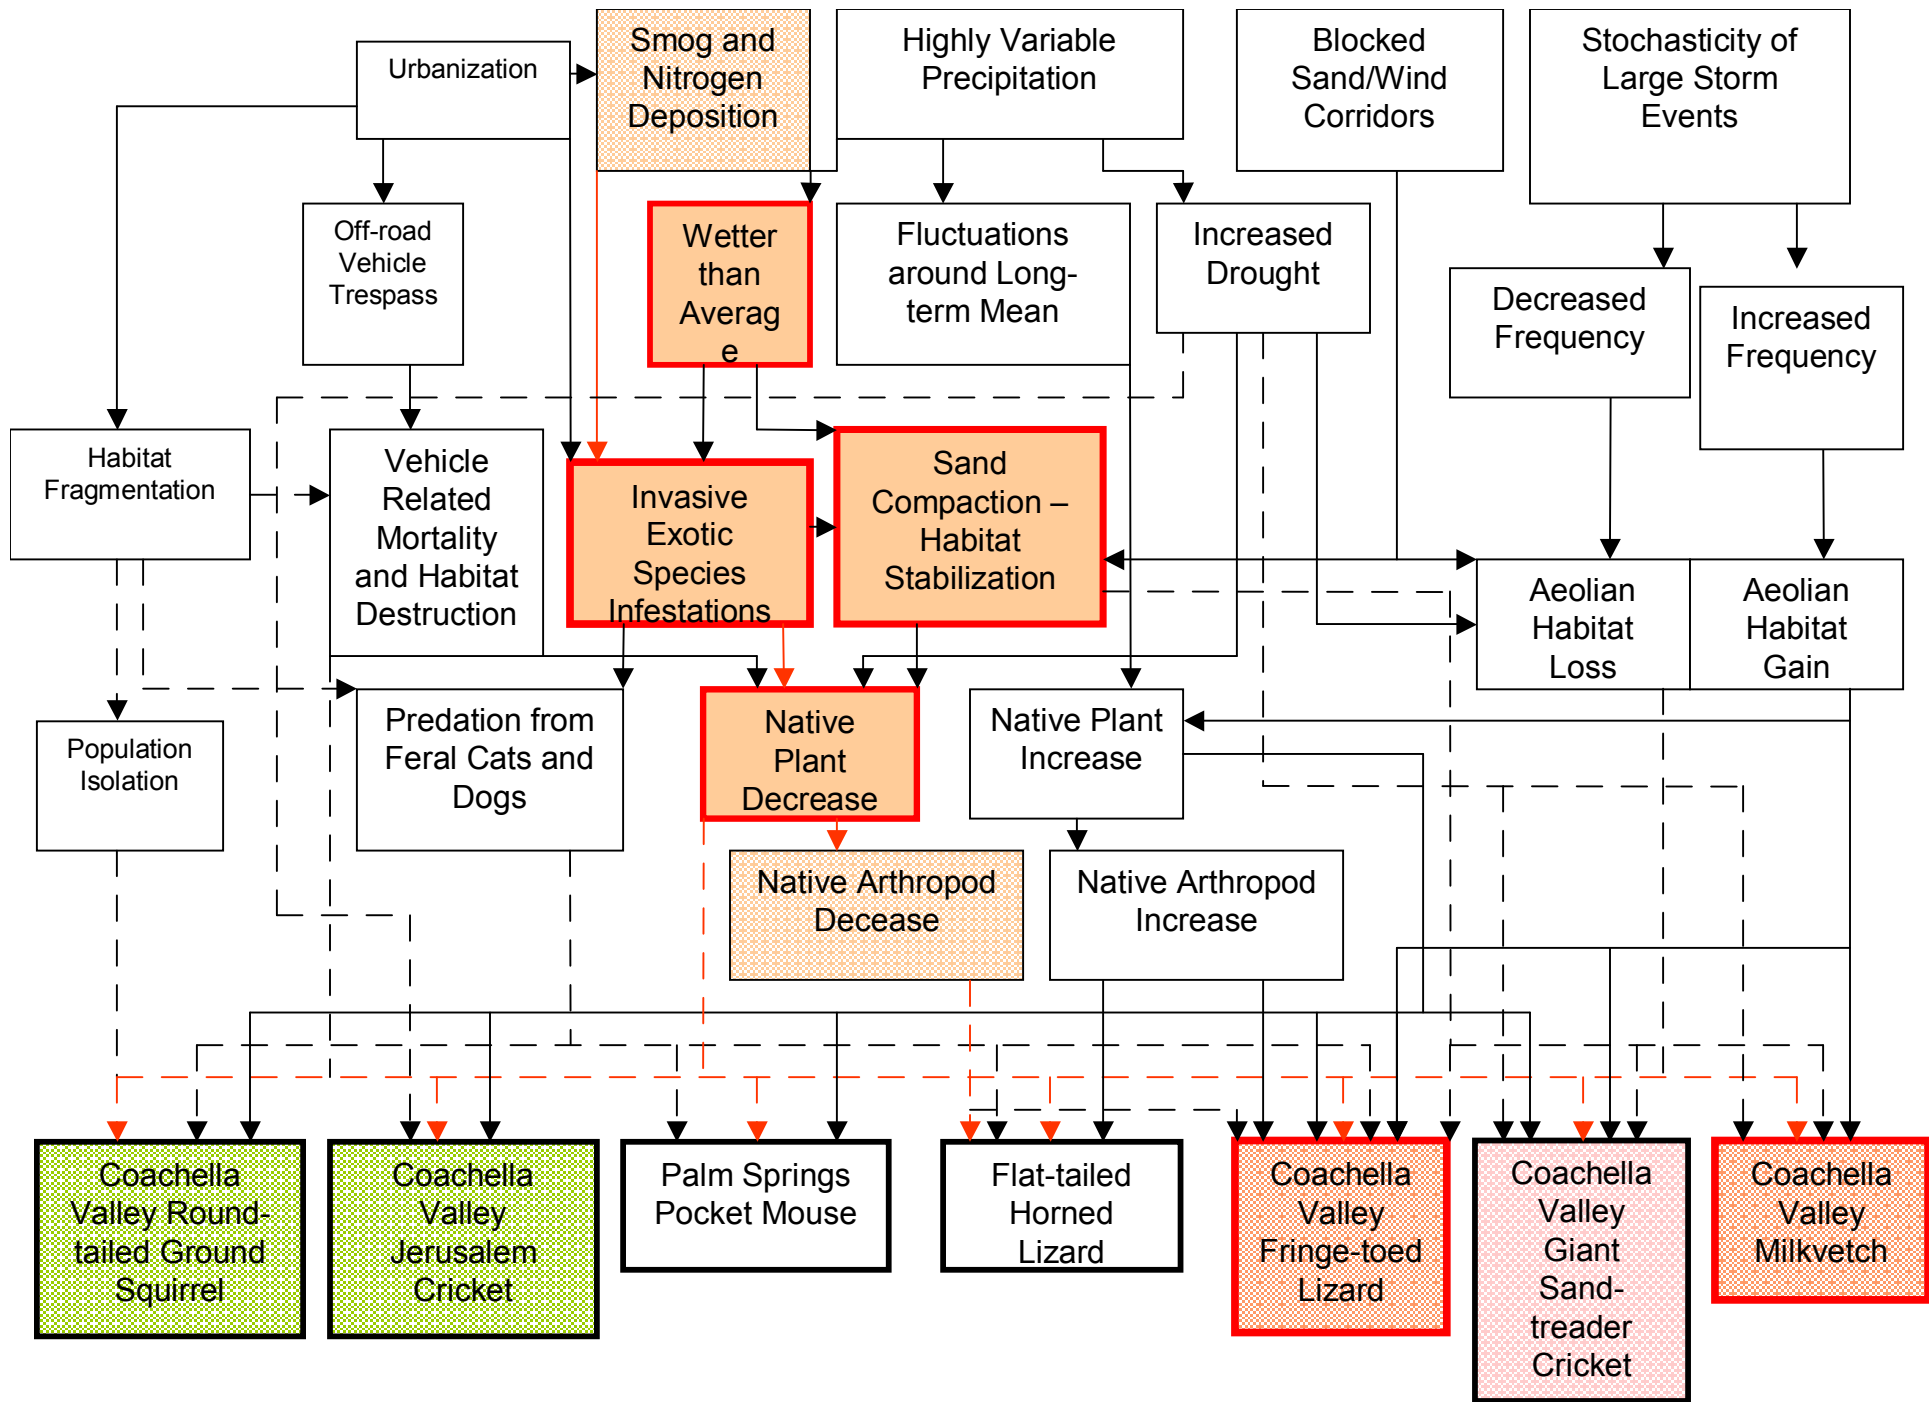 Urbanization
Smog and
Nitrogen
Deposition
Highly Variable
Precipitation
Blocked
Sand/Wind
Corridors
Stochasticity of
Large Storm
Events
Off-road
Vehicle
Trespass
Wetter
than
Averag
e
Fluctuations
around Long-
term Mean
Increased
Drought
Decreased
Frequency
Increased
Frequency
Habitat
Fragmentation
Vehicle
Related
Mortality
and Habitat
Destruction
Invasive
Exotic
Species
Infestations
Sand
Compaction –
Habitat
Stabilization
Aeolian
Habitat
Loss
Aeolian
Habitat
Gain
Population
Isolation
Predation from
Feral Cats and
Dogs
Native
Plant
Decrease
Native Plant
Increase
Native Arthropod
Decease
Native Arthropod
Increase
Coachella
Valley Round-
tailed Ground
Squirrel
Coachella
Valley
Jerusalem
Cricket
Palm Springs
Pocket Mouse
Flat-tailed
Horned
Lizard
Coachella
Valley
Fringe-toed
Lizard
Coachella
Valley
Giant
Sand-
treader
Cricket
Coachella
Valley
Milkvetch